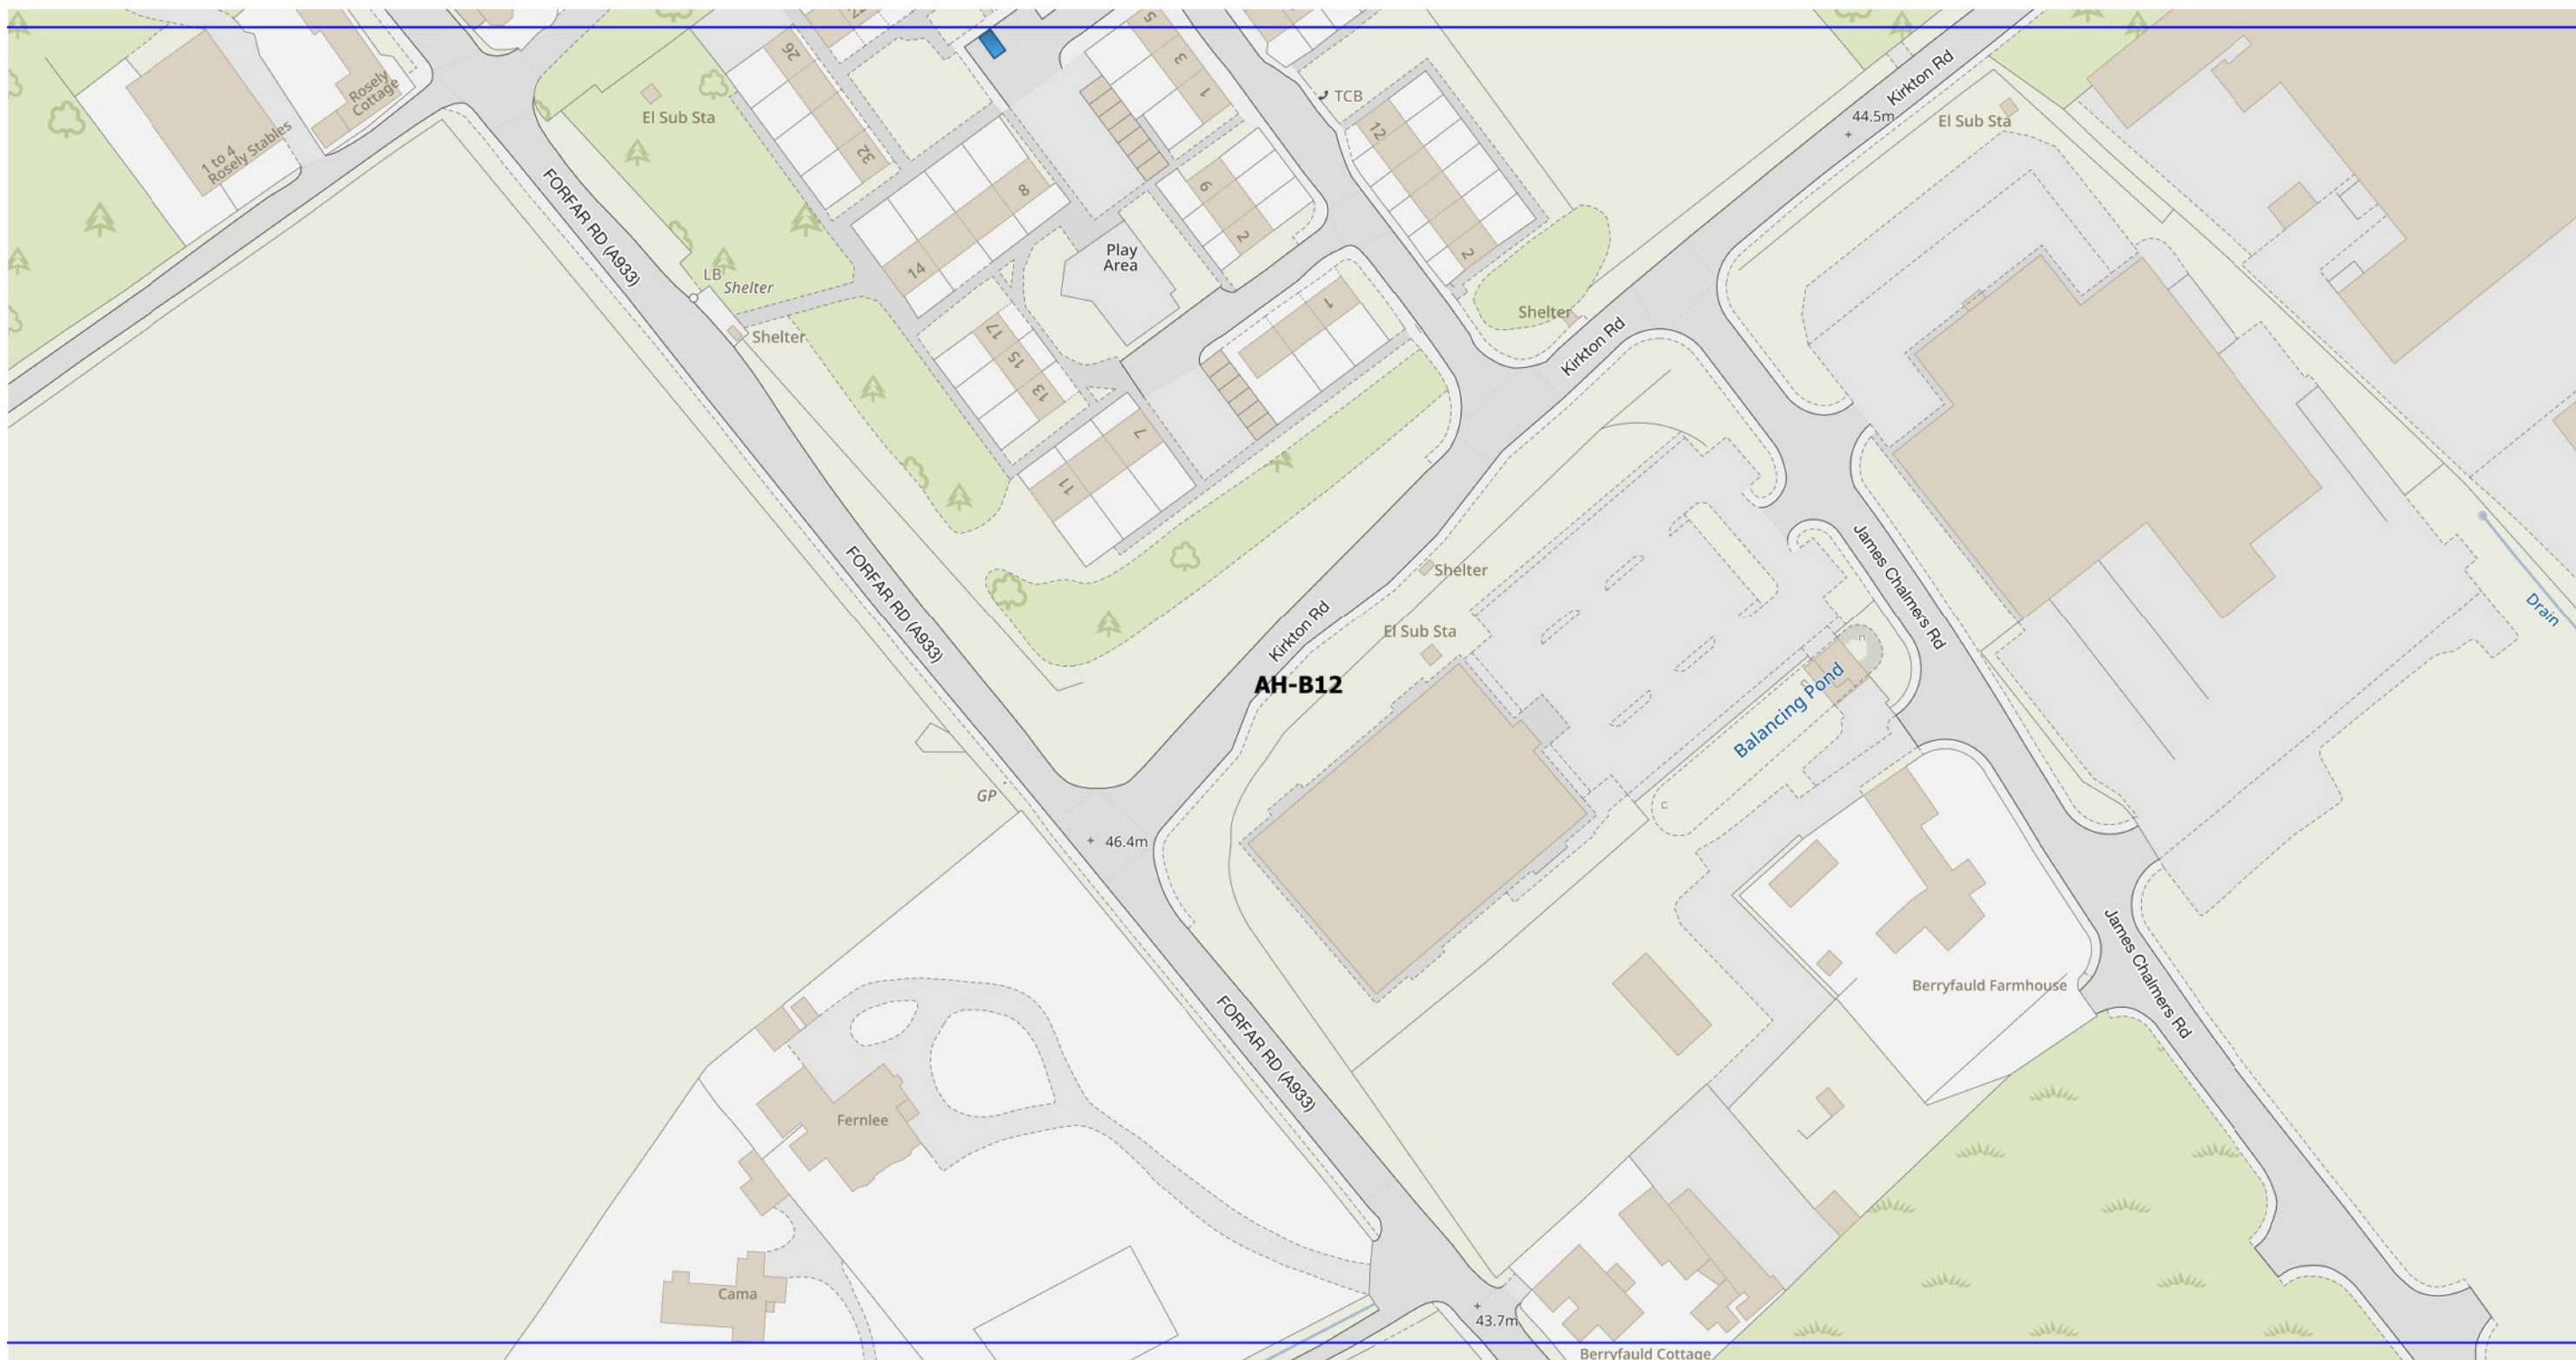 26
5
3
1
Rosely
Cottage
El Sub Sta
TCB
12
Kirkton Rd
44.5m
El Sub Sta
1 to 4
Rosely Stables
32
8
6
2
2
FORFAR RD (A933)
Play
Area
14
LB
Shelter
Shelter
1
Shelter
Kirkton Rd
17
15
13
7
11
James Chalmers Rd
Drain
FORFAR RD (A933)
Shelter
Kirkton Rd
El Sub Sta
AH-B12
Balancing Pond
GP
46.4m
James Chalmers Rd
Berryfauld Farmhouse
FORFAR RD (A933)
Fernlee
Cama
43.7m
Berryfauld Cottage